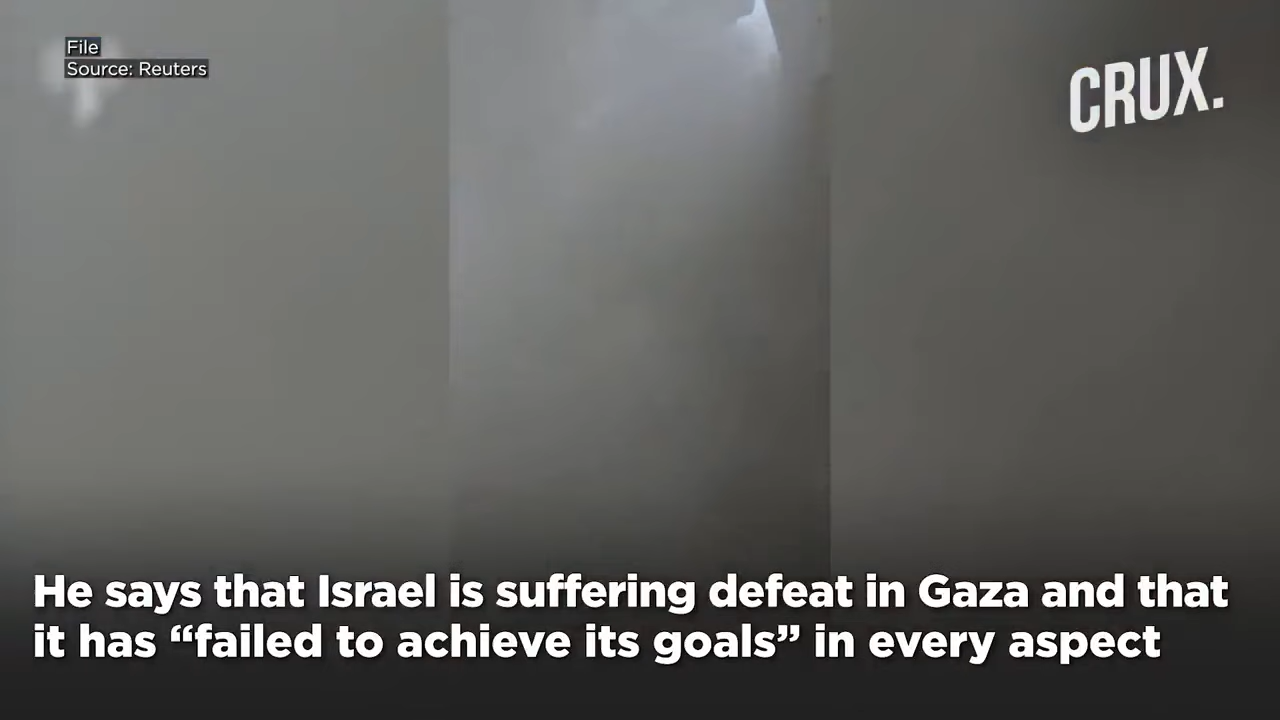 File
Source: Reuters
CRUX.
He says that Israel is suffering defeat in Gaza and that
it has “failed to achieve its goals” in every aspect